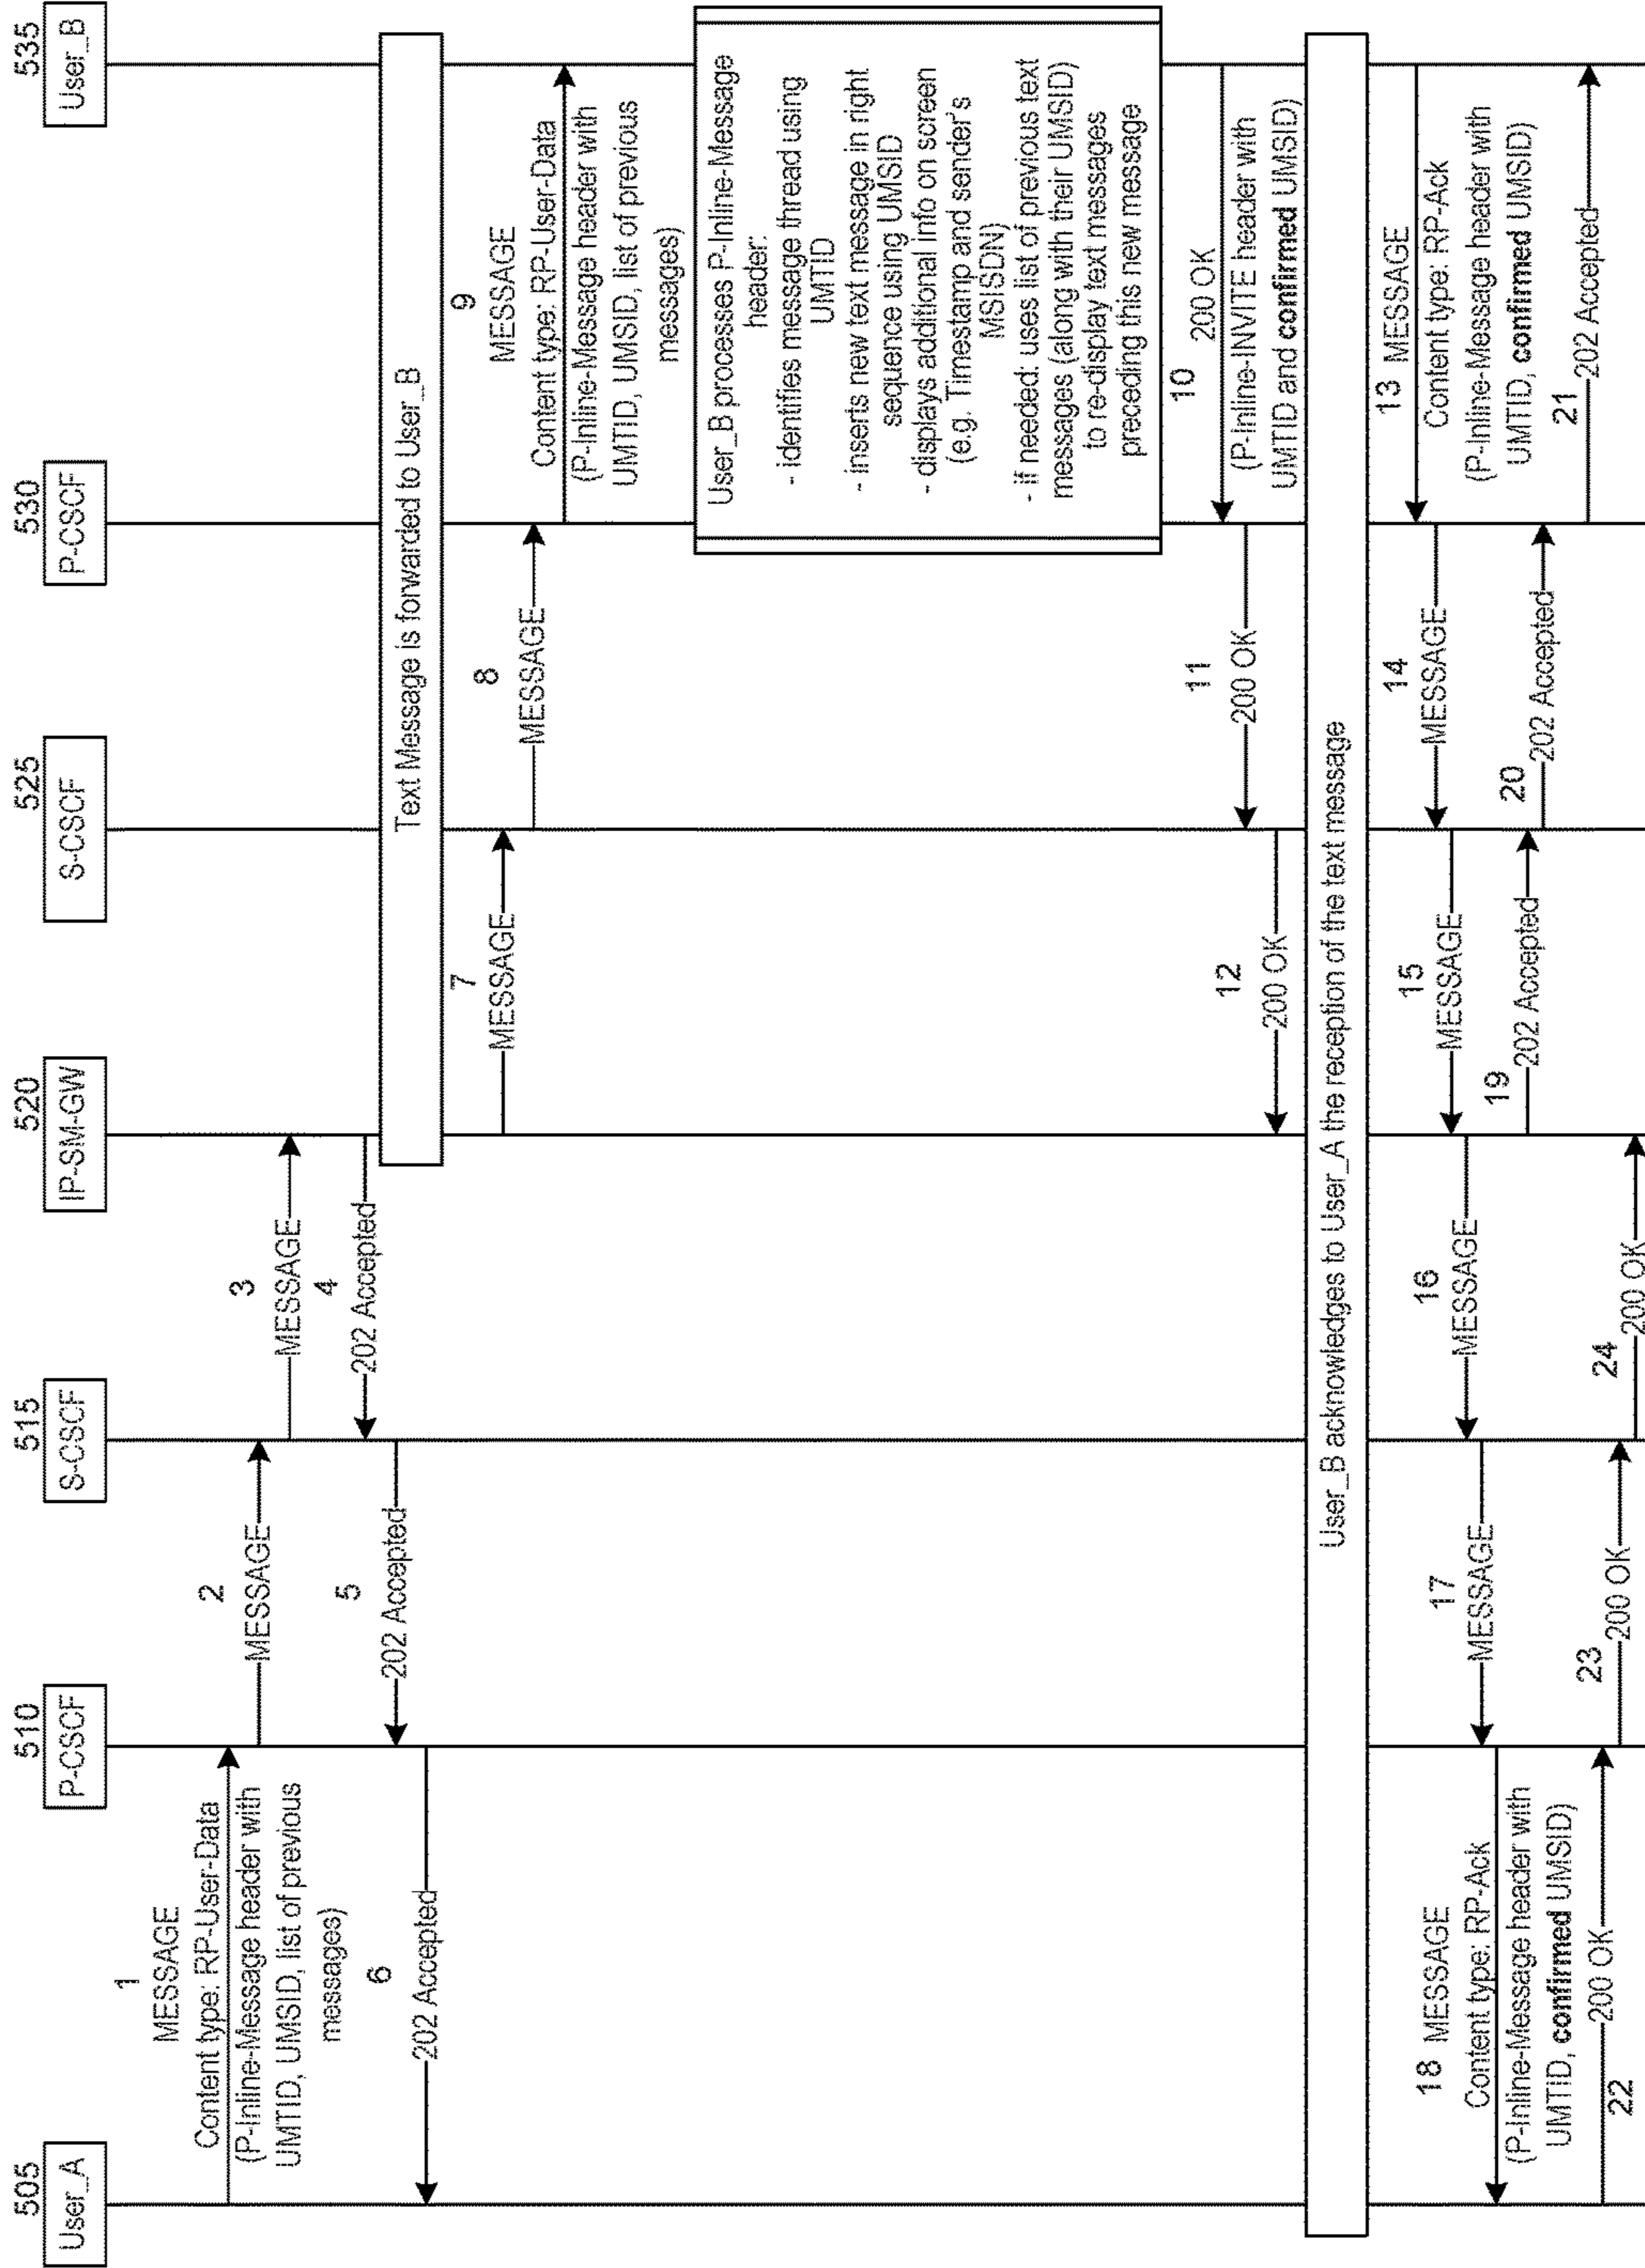 505
User_A
510
P-CSCF
515
S-CSCF
520
IP-SM-GW
525
S-CSCF
530
P-CSCF
535
User_B
1
MESSAGE
Content type: RP-User-Data
(P-Inline-Message header with
UMTID, UMSID, list of previous
messages)
2
MESSAGE
3
MESSAGE
4
202 Accepted
5
202 Accepted
6
202 Accepted
Text Message is forwarded to User_B
7
MESSAGE
8
MESSAGE
9
MESSAGE
Content type: RP-User-Data
(P-Inline-Message header with
UMTID, UMSID, list of previous
messages)
User_B processes P-Inline-Message
header:
- identifies message thread using
UMTID
- inserts new text message in right
sequence using UMSID
- displays additional info on screen
(e.g. Timestamp and sender's
MSISDN)
- if needed: uses list of previous text
messages (along with their UMSID)
to re-display text messages
preceding this new message
10
200 OK
(P-Inline-INVITE header with
UMTID and confirmed UMSID)
11
200 OK
12
200 OK
User_B acknowledges to User_A the reception of the text message
13 MESSAGE
Content type: RP-Ack
(P-Inline-Message header with
UMTID, confirmed UMSID)
14
MESSAGE
15
MESSAGE
16
MESSAGE
17
MESSAGE
18 MESSAGE
Content type: RP-Ack
(P-Inline-Message header with
UMTID, confirmed UMSID)
19
202 Accepted
20
202 Accepted
21
202 Accepted
22
200 OK
23
200 OK
24
200 OK